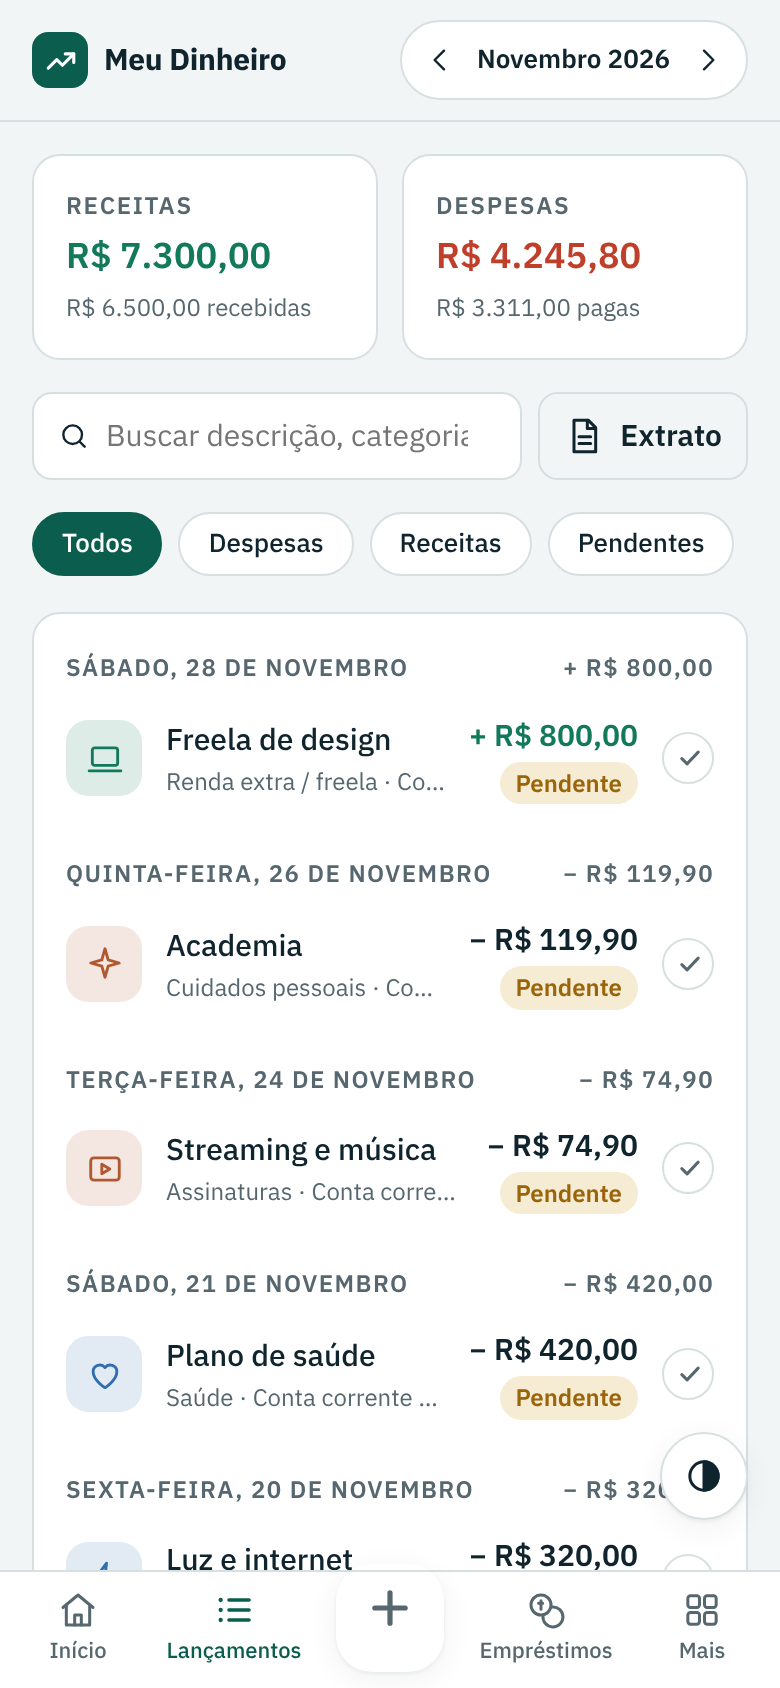 Meu Dinheiro
Novembro 2026
RECEITAS
R$ 7.300,00
R$ 6.500,00 recebidas
DESPESAS
R$ 4.245,80
R$ 3.311,00 pagas
Buscar descrição, categoria
Extrato
Todos
Despesas
Receitas
Pendentes
SÁBADO, 28 DE NOVEMBRO
+ R$ 800,00
Freela de design
+ R$ 800,00
Renda extra / freela · Co...
Pendente
QUINTA-FEIRA, 26 DE NOVEMBRO
– R$ 119,90
Academia
– R$ 119,90
Cuidados pessoais · Co...
Pendente
TERÇA-FEIRA, 24 DE NOVEMBRO
– R$ 74,90
Streaming e música
– R$ 74,90
Assinaturas · Conta corre...
Pendente
SÁBADO, 21 DE NOVEMBRO
– R$ 420,00
Plano de saúde
– R$ 420,00
Saúde · Conta corrente ...
Pendente
SEXTA-FEIRA, 20 DE NOVEMBRO
– R$ 320
Luz e internet
– R$ 320,00
Início
Lançamentos
Empréstimos
Mais